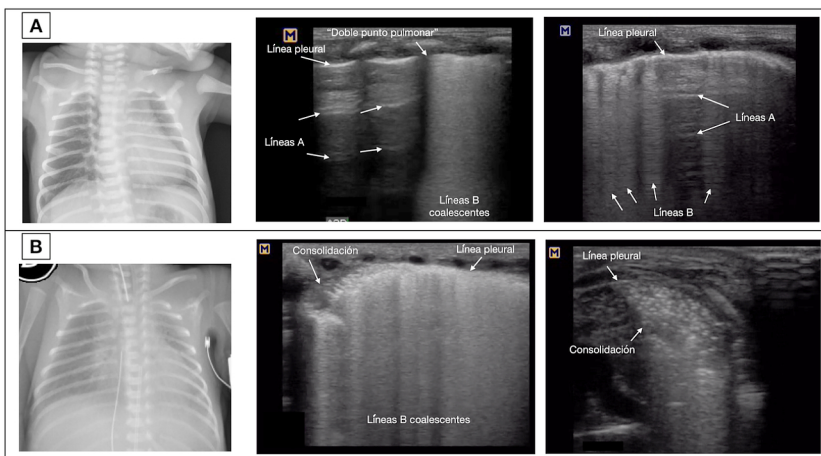 A
M
"Doble punto pulmonar"
Línea pleural
Líneas A
Líneas B
coalescentes
M
Línea pleural
Líneas A
Líneas B
B
M
Consolidación
Línea pleural
Líneas B coalescentes
M
Línea pleural
Consolidación